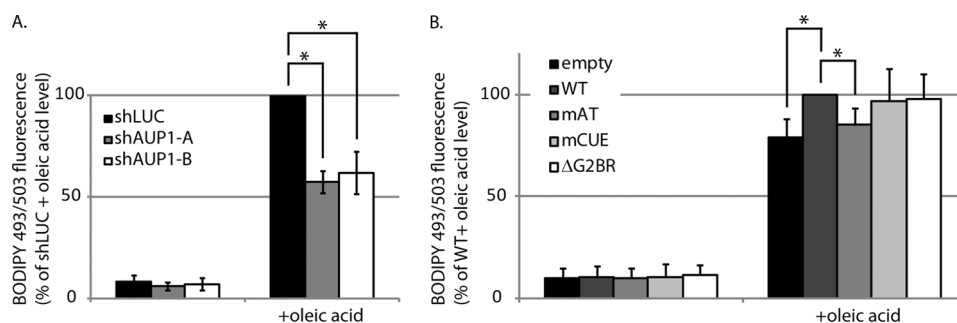 A.
BODIPY 493/503 fluorescence
(% of shLUC + oleic acid level)
100
50
0
shLUC
shAUP1-A
shAUP1-B
*
*
+oleic acid
B.
BODIPY 493/503 fluorescence
(% of WT+ oleic acid level)
100
50
0
empty
WT
mAT
mCUE
ΔG2BR
*
*
+oleic acid